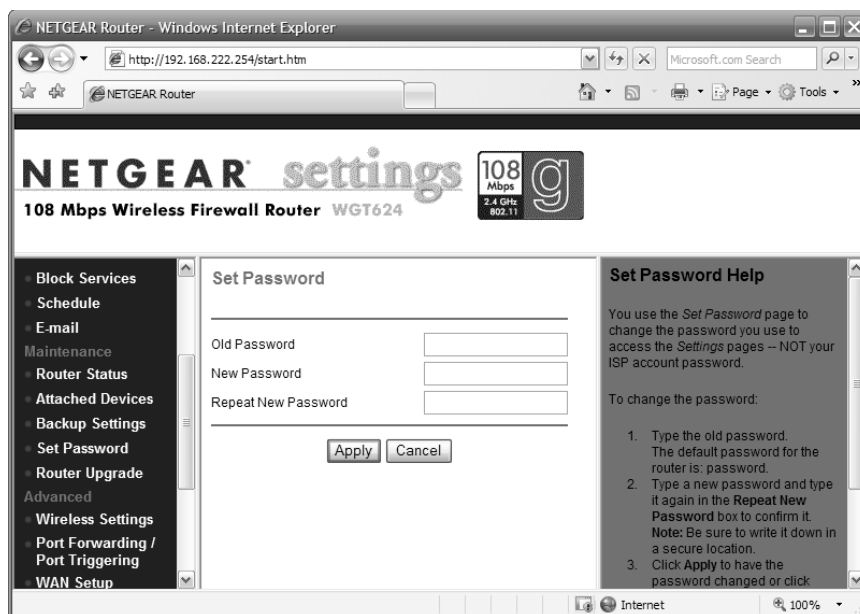 NETGEAR Router - Windows Internet Explorer
http://192.168.222.254/start.htm
Microsoft.com Search
NETGEAR Router
Page
Tools
NETGEAR settings
108 Mbps Wireless Firewall Router WGT624
108
Mbps
2.4 GHz
802.11
g
Block Services
Schedule
E-mail
Maintenance
Router Status
Attached Devices
Backup Settings
Set Password
Router Upgrade
Advanced
Wireless Settings
Port Forwarding /
Port Triggering
WAN Setup
Set Password
Old Password
New Password
Repeat New Password
Apply
Cancel
Set Password Help
You use the Set Password page to
change the password you use to
access the Settings pages -- NOT your
ISP account password.
To change the password:
1. Type the old password.
The default password for the
router is: password.
2. Type a new password and type
it again in the Repeat New
Password box to confirm it.
Note: Be sure to write it down in
a secure location.
3. Click Apply to have the
password changed or click
Internet
100%